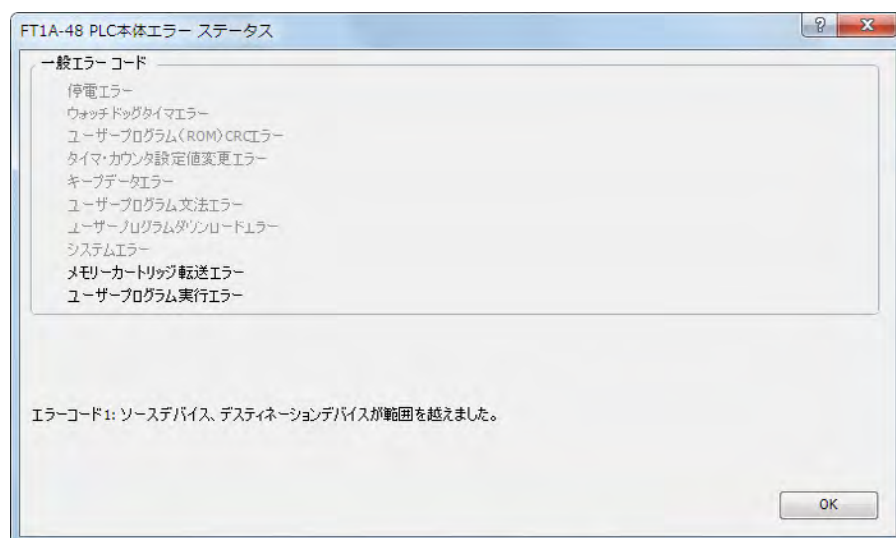 FT1A-48 PLC本体エラー ステータス
一般エラー コード
停電エラー
ウォッチドッグタイマエラー
ユーザープログラム(ROM)CRCエラー
タイマ・カウンタ設定値変更エラー
キープデータエラー
ユーザープログラム文法エラー
ユーザープログラムダウンロードエラー
システムエラー
メモリーカートリッジ転送エラー
ユーザープログラム実行エラー
エラーコード1: ソースデバイス、デスティネーションデバイスが範囲を越えました。
OK